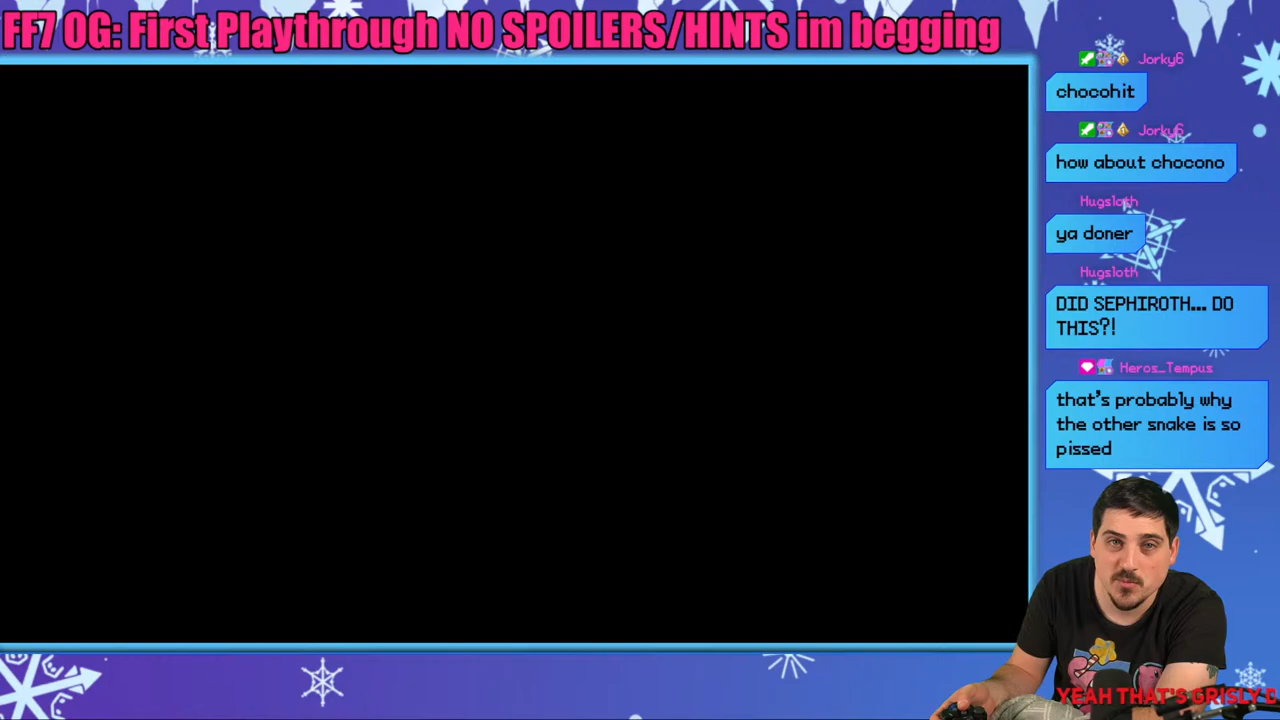 FF7 OG: First Playthrough NO SPOILERS/HINTS im begging
Jorky6
chocohit
Jorky6
how about chocono
Hugsloth
ya doner
Hugsloth
DID SEPHIROTH... DO
THIS?!
Heros_Tempus
that's probably why
the other snake is so
pissed
YEAH THAT'S GRISLY D